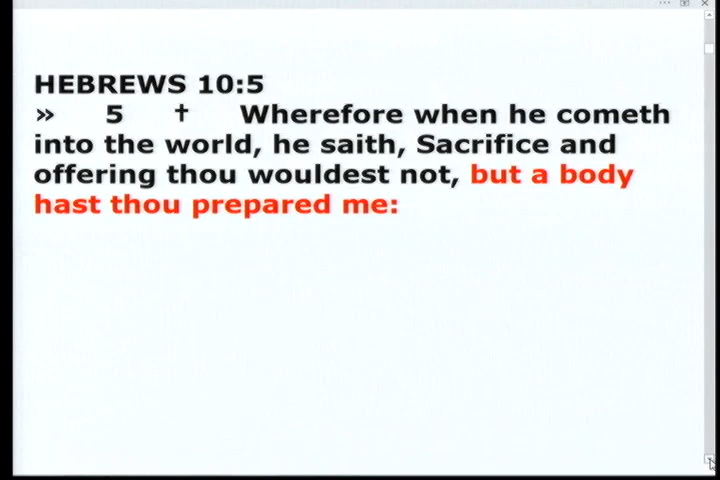 HEBREWS 10:5
» 5 † Wherefore when he cometh
into the world, he saith, Sacrifice and
offering thou wouldest not, but a body
hast thou prepared me: